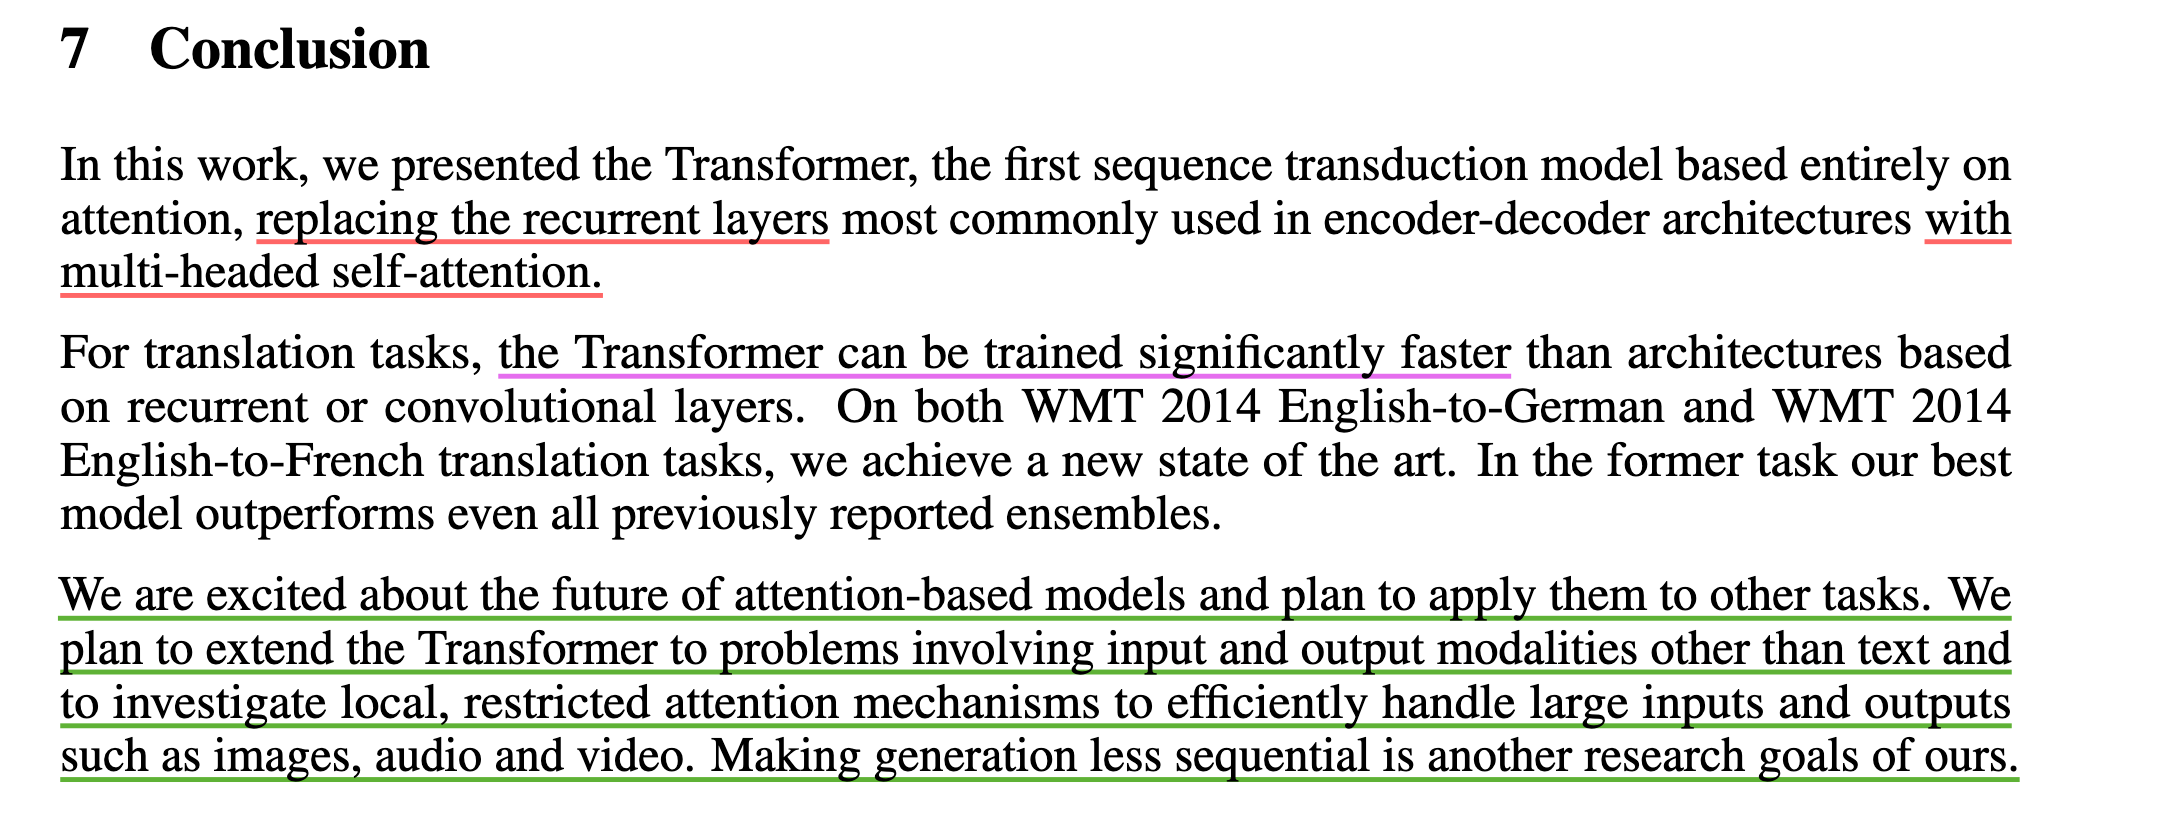 7 Conclusion
In this work, we presented the Transformer, the first sequence transduction model based entirely on
attention, replacing the recurrent layers most commonly used in encoder-decoder architectures with
multi-headed self-attention.
For translation tasks, the Transformer can be trained significantly faster than architectures based
on recurrent or convolutional layers. On both WMT 2014 English-to-German and WMT 2014
English-to-French translation tasks, we achieve a new state of the art. In the former task our best
model outperforms even all previously reported ensembles.
We are excited about the future of attention-based models and plan to apply them to other tasks. We
plan to extend the Transformer to problems involving input and output modalities other than text and
to investigate local, restricted attention mechanisms to efficiently handle large inputs and outputs
such as images, audio and video. Making generation less sequential is another research goals of ours.